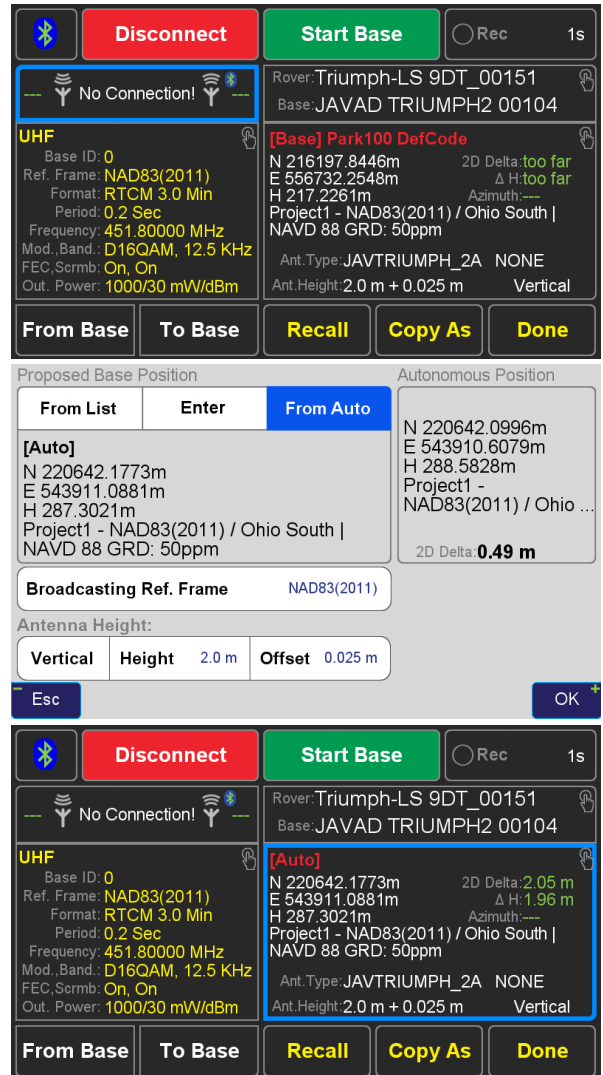 Disconnect
Start Base
Rec
1s
--- No Connection! ---
Rover:Triumph-LS 9DT_00151
Base:JAVAD TRIUMPH2 00104
UHF
Base ID: 0
Ref. Frame: NAD83(2011)
Format: RTCM 3.0 Min
Period: 0.2 Sec
Frequency: 451.80000 MHz
Mod.,Band.: D16QAM, 12.5 KHz
FEC,Scrmb: On, On
Out. Power: 1000/30 mW/dBm
[Base] Park100 DefCode
N 216197.8446m 2D Delta:too far
E 556732.2548m Δ H:too far
H 217.2261m Azimuth:---
Project1 - NAD83(2011) / Ohio South |
NAVD 88 GRD: 50ppm
Ant.Type:JAVTRIUMPH_2A NONE
Ant.Height:2.0 m + 0.025 m Vertical
From Base
To Base
Recall
Copy As
Done
Proposed Base Position
From List
Enter
From Auto
[Auto]
N 220642.1773m
E 543911.0881m
H 287.3021m
Project1 - NAD83(2011) / Ohio South |
NAVD 88 GRD: 50ppm
Autonomous Position
N 220642.0996m
E 543910.6079m
H 288.5828m
Project1 -
NAD83(2011) / Ohio ...
2D Delta:0.49 m
Broadcasting Ref. Frame NAD83(2011)
Antenna Height:
Vertical
Height 2.0 m
Offset 0.025 m
- Esc
OK +
Disconnect
Start Base
Rec
1s
--- No Connection! ---
Rover:Triumph-LS 9DT_00151
Base:JAVAD TRIUMPH2 00104
UHF
Base ID: 0
Ref. Frame: NAD83(2011)
Format: RTCM 3.0 Min
Period: 0.2 Sec
Frequency: 451.80000 MHz
Mod.,Band.: D16QAM, 12.5 KHz
FEC,Scrmb: On, On
Out. Power: 1000/30 mW/dBm
[Auto]
N 220642.1773m 2D Delta:2.05 m
E 543911.0881m Δ H:1.96 m
H 287.3021m Azimuth:---
Project1 - NAD83(2011) / Ohio South |
NAVD 88 GRD: 50ppm
Ant.Type:JAVTRIUMPH_2A NONE
Ant.Height:2.0 m + 0.025 m Vertical
From Base
To Base
Recall
Copy As
Done